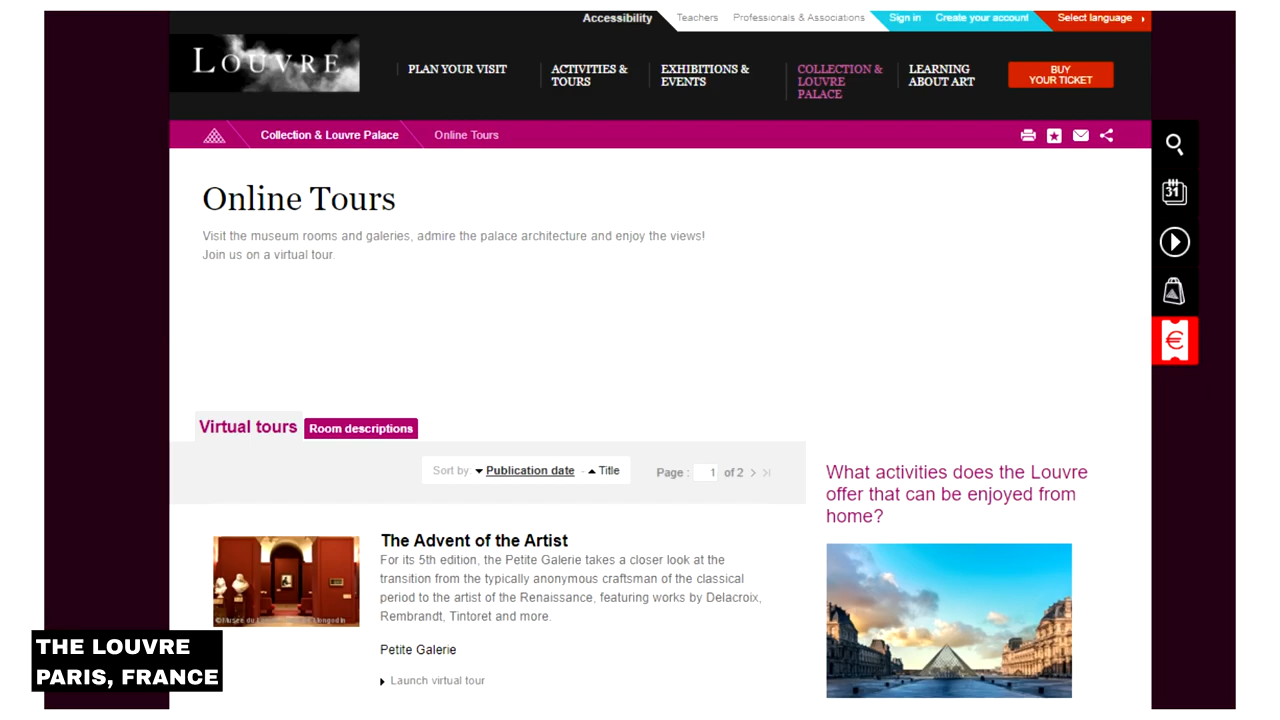 Accessibility
Teachers
Professionals & Associations
Sign in
Create your account
Select language
LOUVRE
PLAN YOUR VISIT
ACTIVITIES &
TOURS
EXHIBITIONS &
EVENTS
COLLECTION &
LOUVRE
PALACE
LEARNING
ABOUT ART
BUY
YOUR TICKET
Collection & Louvre Palace
Online Tours
31
€
Online Tours
Visit the museum rooms and galeries, admire the palace architecture and enjoy the views!
Join us on a virtual tour.
Virtual tours
Room descriptions
Sort by: Publication date - Title
Page : 1 of 2
What activities does the Louvre
offer that can be enjoyed from
home?
The Advent of the Artist
For its 5th edition, the Petite Galerie takes a closer look at the
transition from the typically anonymous craftsman of the classical
period to the artist of the Renaissance, featuring works by Delacroix,
Rembrandt, Tintoret and more.
Petite Galerie
Launch virtual tour
THE LOUVRE
PARIS, FRANCE